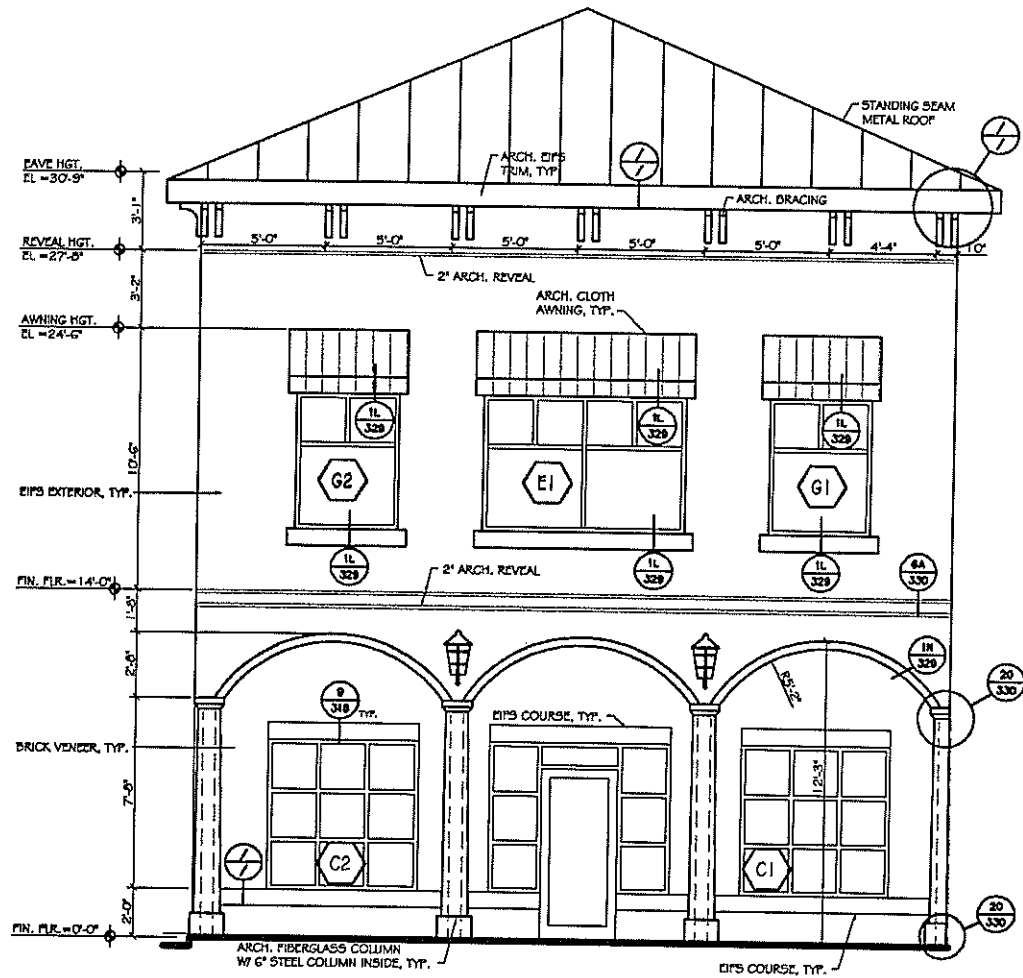 STANDING SEAM
METAL ROOF
/
/
ARCH. EIFS
TRIM, TYP.
/
/
EAVE HGT.
EL =30'-9"
ARCH. BRACING
3'-1"
REVEAL HGT.
EL =27'-8"
5'-0"
5'-0"
5'-0"
5'-0"
5'-0"
4'-4"
10"
2" ARCH. REVEAL
3'-2"
ARCH. CLOTH
AWNING, TYP.
AWNING HGT.
EL =24'-6"
1L
329
1L
329
1L
329
10'-6"
G2
E1
G1
EIFS EXTERIOR, TYP.
1L
329
1L
329
1L
329
2" ARCH. REVEAL
6A
330
FIN. FLR.=14'-0"
1'-8"
2'-8"
1N
329
R5'-2"
20
330
9
318
TYP.
EIFS COURSE, TYP.
BRICK VENEER, TYP.
12'-3"
7'-8"
C2
C1
/
/
2'-0"
20
330
FIN. FLR.=0'-0"
ARCH. FIBERGLASS COLUMN
W/ 6" STEEL COLUMN INSIDE, TYP.
EIFS COURSE, TYP.